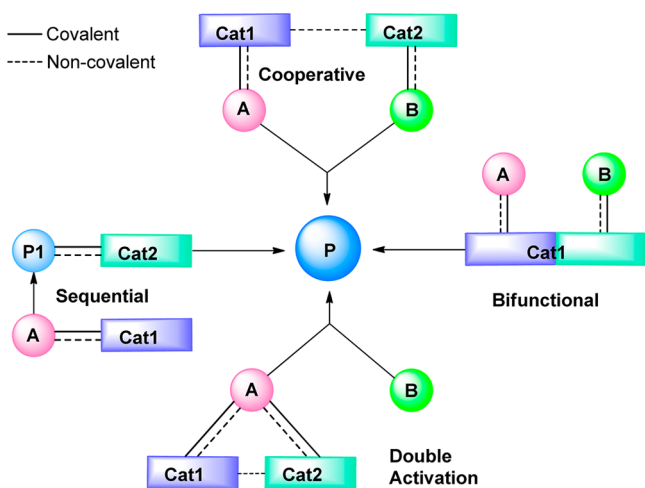 Covalent
Non-covalent
Cat1
Cat2
Cooperative
A
B
A
B
P1
Cat2
P
Cat1
Sequential
Bifunctional
A
Cat1
A
B
Double
Activation
Cat1
Cat2